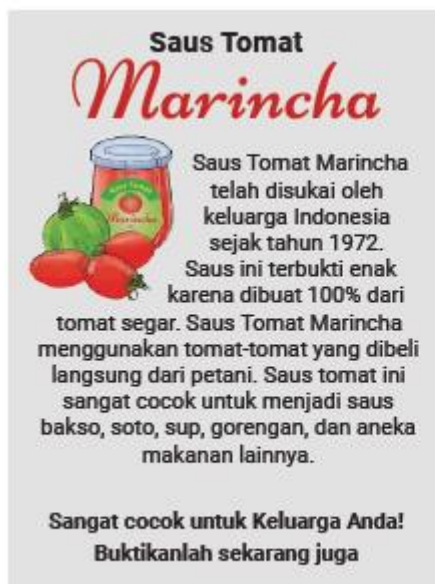 Saus Tomat
Marincha
Saus Tomat
Marincha
Saus Tomat Marincha
telah disukai oleh
keluarga Indonesia
sejak tahun 1972.
Saus ini terbukti enak
karena dibuat 100% dari
tomat segar. Saus Tomat Marincha
menggunakan tomat-tomat yang dibeli
langsung dari petani. Saus tomat ini
sangat cocok untuk menjadi saus
bakso, soto, sup, gorengan, dan aneka
makanan lainnya.
Sangat cocok untuk Keluarga Anda!
Buktikanlah sekarang juga